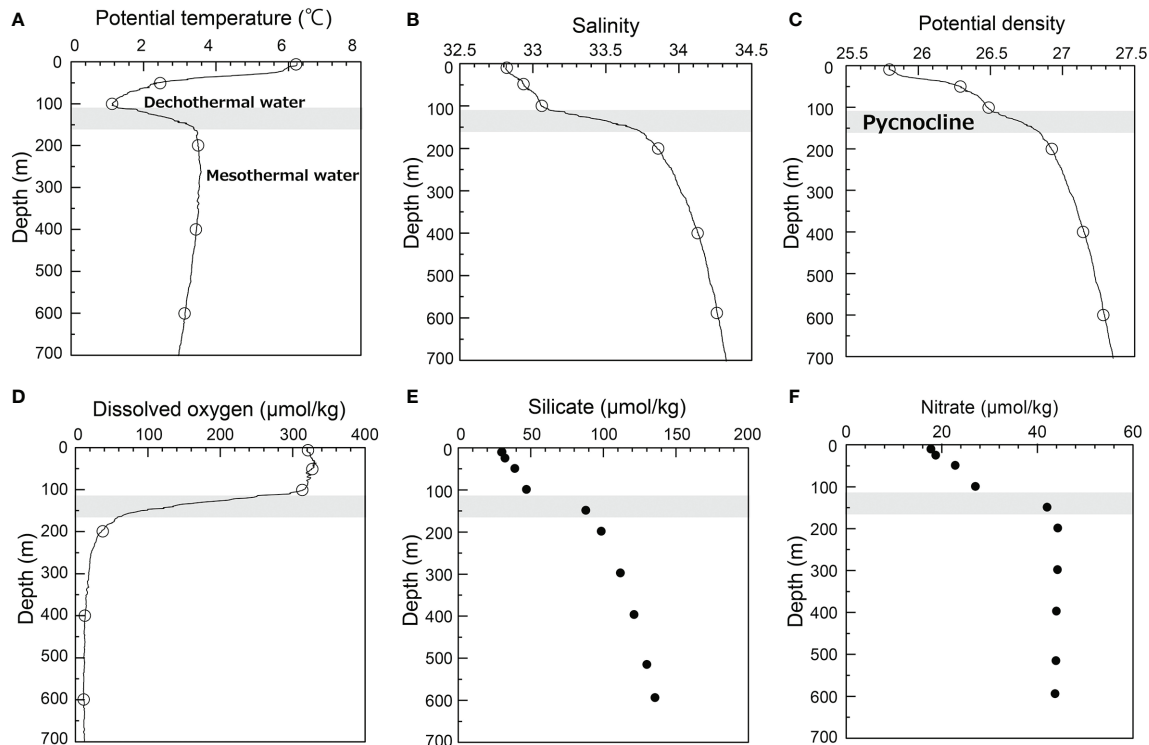 A
Potential temperature (℃)
0 2 4 6 8
0
100
200
300
400
500
600
700
Depth (m)
Dechothermal water
Mesothermal water
B
Salinity
32.5 33 33.5 34 34.5
0
100
200
300
400
500
600
700
Depth (m)
C
Potential density
25.5 26 26.5 27 27.5
0
100
200
300
400
500
600
700
Depth (m)
Pycnocline
D
Dissolved oxygen (μmol/kg)
0 100 200 300 400
0
100
200
300
400
500
600
700
Depth (m)
E
Silicate (μmol/kg)
0 50 100 150 200
0
100
200
300
400
500
600
700
Depth (m)
F
Nitrate (μmol/kg)
0 20 40 60
0
100
200
300
400
500
600
700
Depth (m)